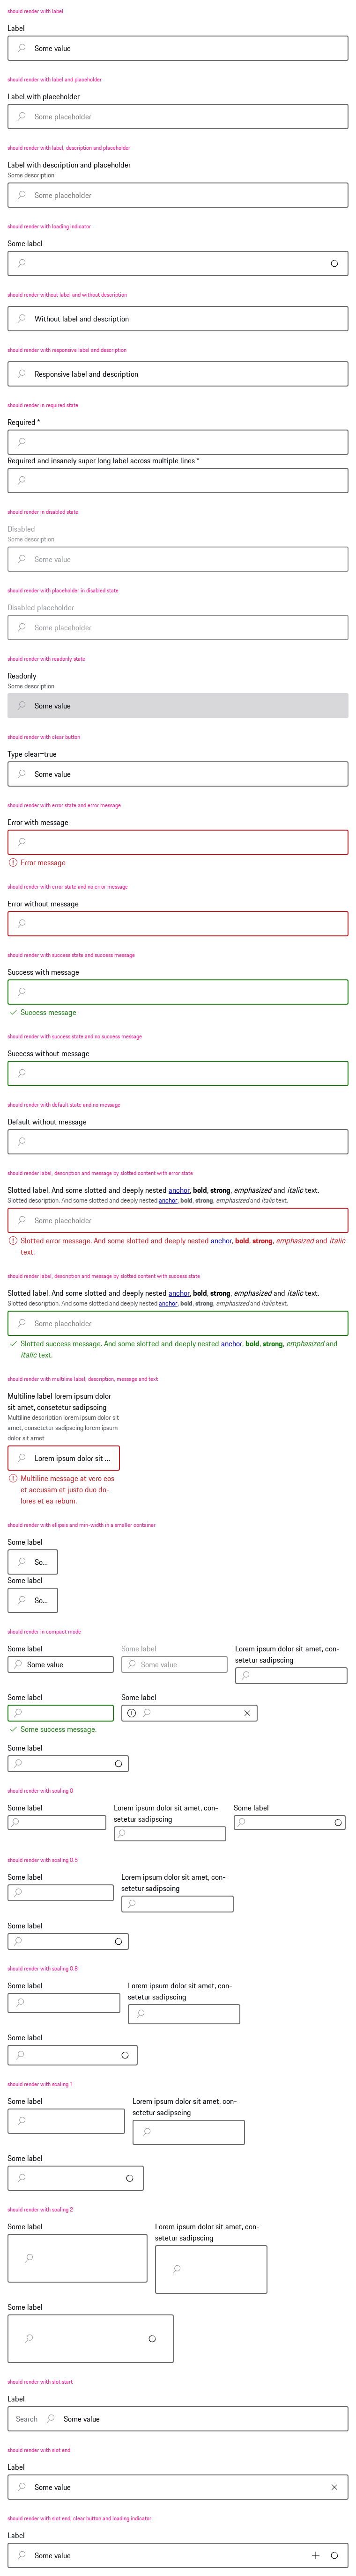 should render with label
Label
Some value
should render with label and placeholder
Label with placeholder
Some placeholder
should render with label, description and placeholder
Label with description and placeholder
Some description
Some placeholder
should render with loading indicator
Some label
should render without label and without description
Without label and description
should render with responsive label and description
Responsive label and description
should render in required state
Required *
Required and insanely super long label across multiple lines *
should render in disabled state
Disabled
Some description
Some value
should render with placeholder in disabled state
Disabled placeholder
Some placeholder
should render with readonly state
Readonly
Some description
Some value
should render with clear button
Type clear=true
Some value
should render with error state and error message
Error with message
Error message
should render with error state and no error message
Error without message
should render with success state and success message
Success with message
Success message
should render with success state and no success message
Success without message
should render with default state and no message
Default without message
should render label, description and message by slotted content with error state
Slotted label. And some slotted and deeply nested anchor, bold, strong, emphasized and italic text.
Slotted description. And some slotted and deeply nested anchor, bold, strong, emphasized and italic text.
Some placeholder
Slotted error message. And some slotted and deeply nested anchor, bold, strong, emphasized and italic
text.
should render label, description and message by slotted content with success state
Slotted label. And some slotted and deeply nested anchor, bold, strong, emphasized and italic text.
Slotted description. And some slotted and deeply nested anchor, bold, strong, emphasized and italic text.
Some placeholder
Slotted success message. And some slotted and deeply nested anchor, bold, strong, emphasized and
italic text.
should render with multiline label, description, message and text
Multiline label lorem ipsum dolor
sit amet, consetetur sadipscing
Multiline description lorem ipsum dolor sit
amet, consetetur sadipscing lorem ipsum
dolor sit amet
Lorem ipsum dolor sit ...
Multiline message at vero eos
et accusam et justo duo do-
lores et ea rebum.
should render with ellipsis and min-width in a smaller container
Some label
So...
Some label
So...
should render in compact mode
Some label
Some value
Some label
Some value
Lorem ipsum dolor sit amet, con-
setetur sadipscing
Some label
Some success message.
Some label
Some label
should render with scaling 0
Some label
Lorem ipsum dolor sit amet, con-
setetur sadipscing
Some label
should render with scaling 0.5
Some label
Lorem ipsum dolor sit amet, con-
setetur sadipscing
Some label
should render with scaling 0.8
Some label
Lorem ipsum dolor sit amet, con-
setetur sadipscing
Some label
should render with scaling 1
Some label
Lorem ipsum dolor sit amet, con-
setetur sadipscing
Some label
should render with scaling 2
Some label
Lorem ipsum dolor sit amet, con-
setetur sadipscing
Some label
should render with slot start
Label
Search
Some value
should render with slot end
Label
Some value
should render with slot end, clear button and loading indicator
Label
Some value